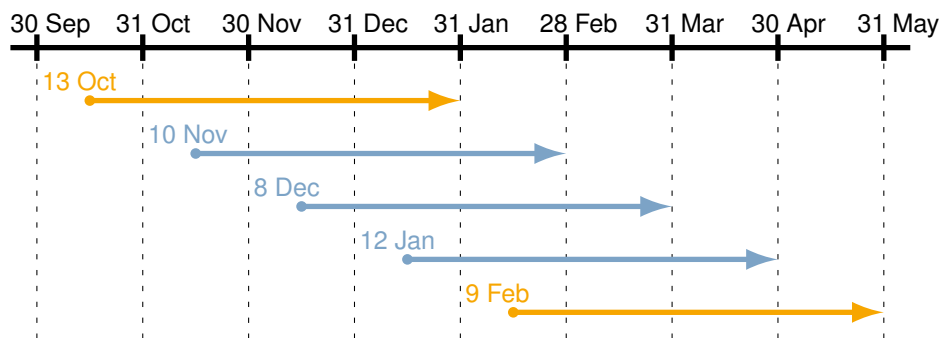 30 Sep 31 Oct 30 Nov 31 Dec 31 Jan 28 Feb 31 Mar 30 Apr 31 May
13 Oct
10 Nov
8 Dec
12 Jan
9 Feb